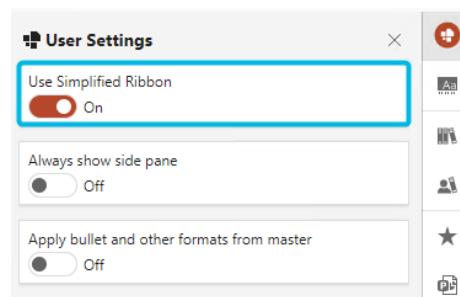 User Settings
Use Simplified Ribbon
On
Aa
Always show side pane
Off
Apply bullet and other formats from master
Off